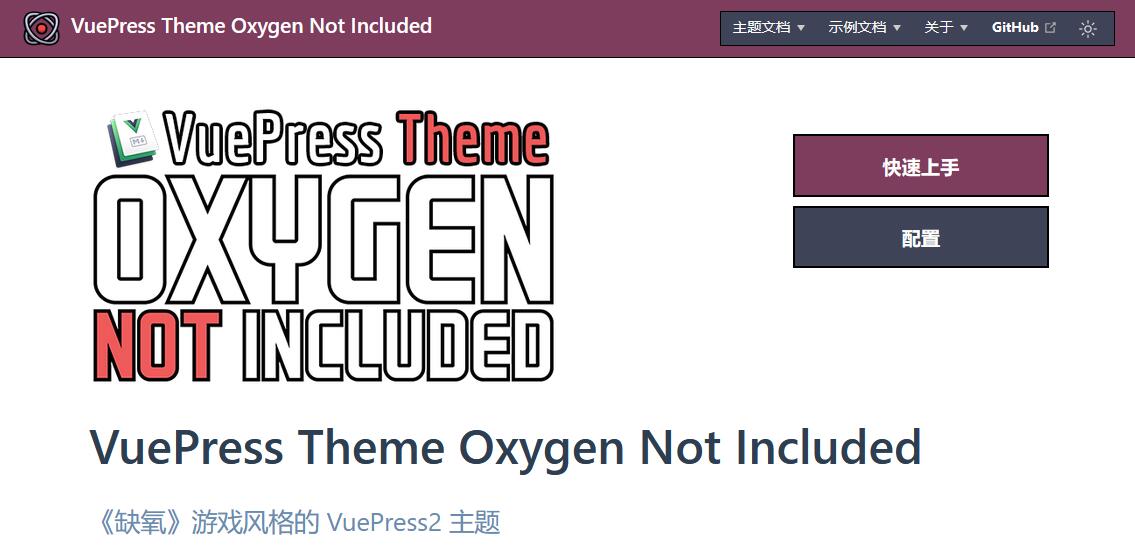 VuePress Theme Oxygen Not Included
主题文档 示例文档 关于 GitHub
VuePress Theme
OXYGEN
NOT INCLUDED
快速上手
配置
VuePress Theme Oxygen Not Included
《缺氧》游戏风格的 VuePress2 主题